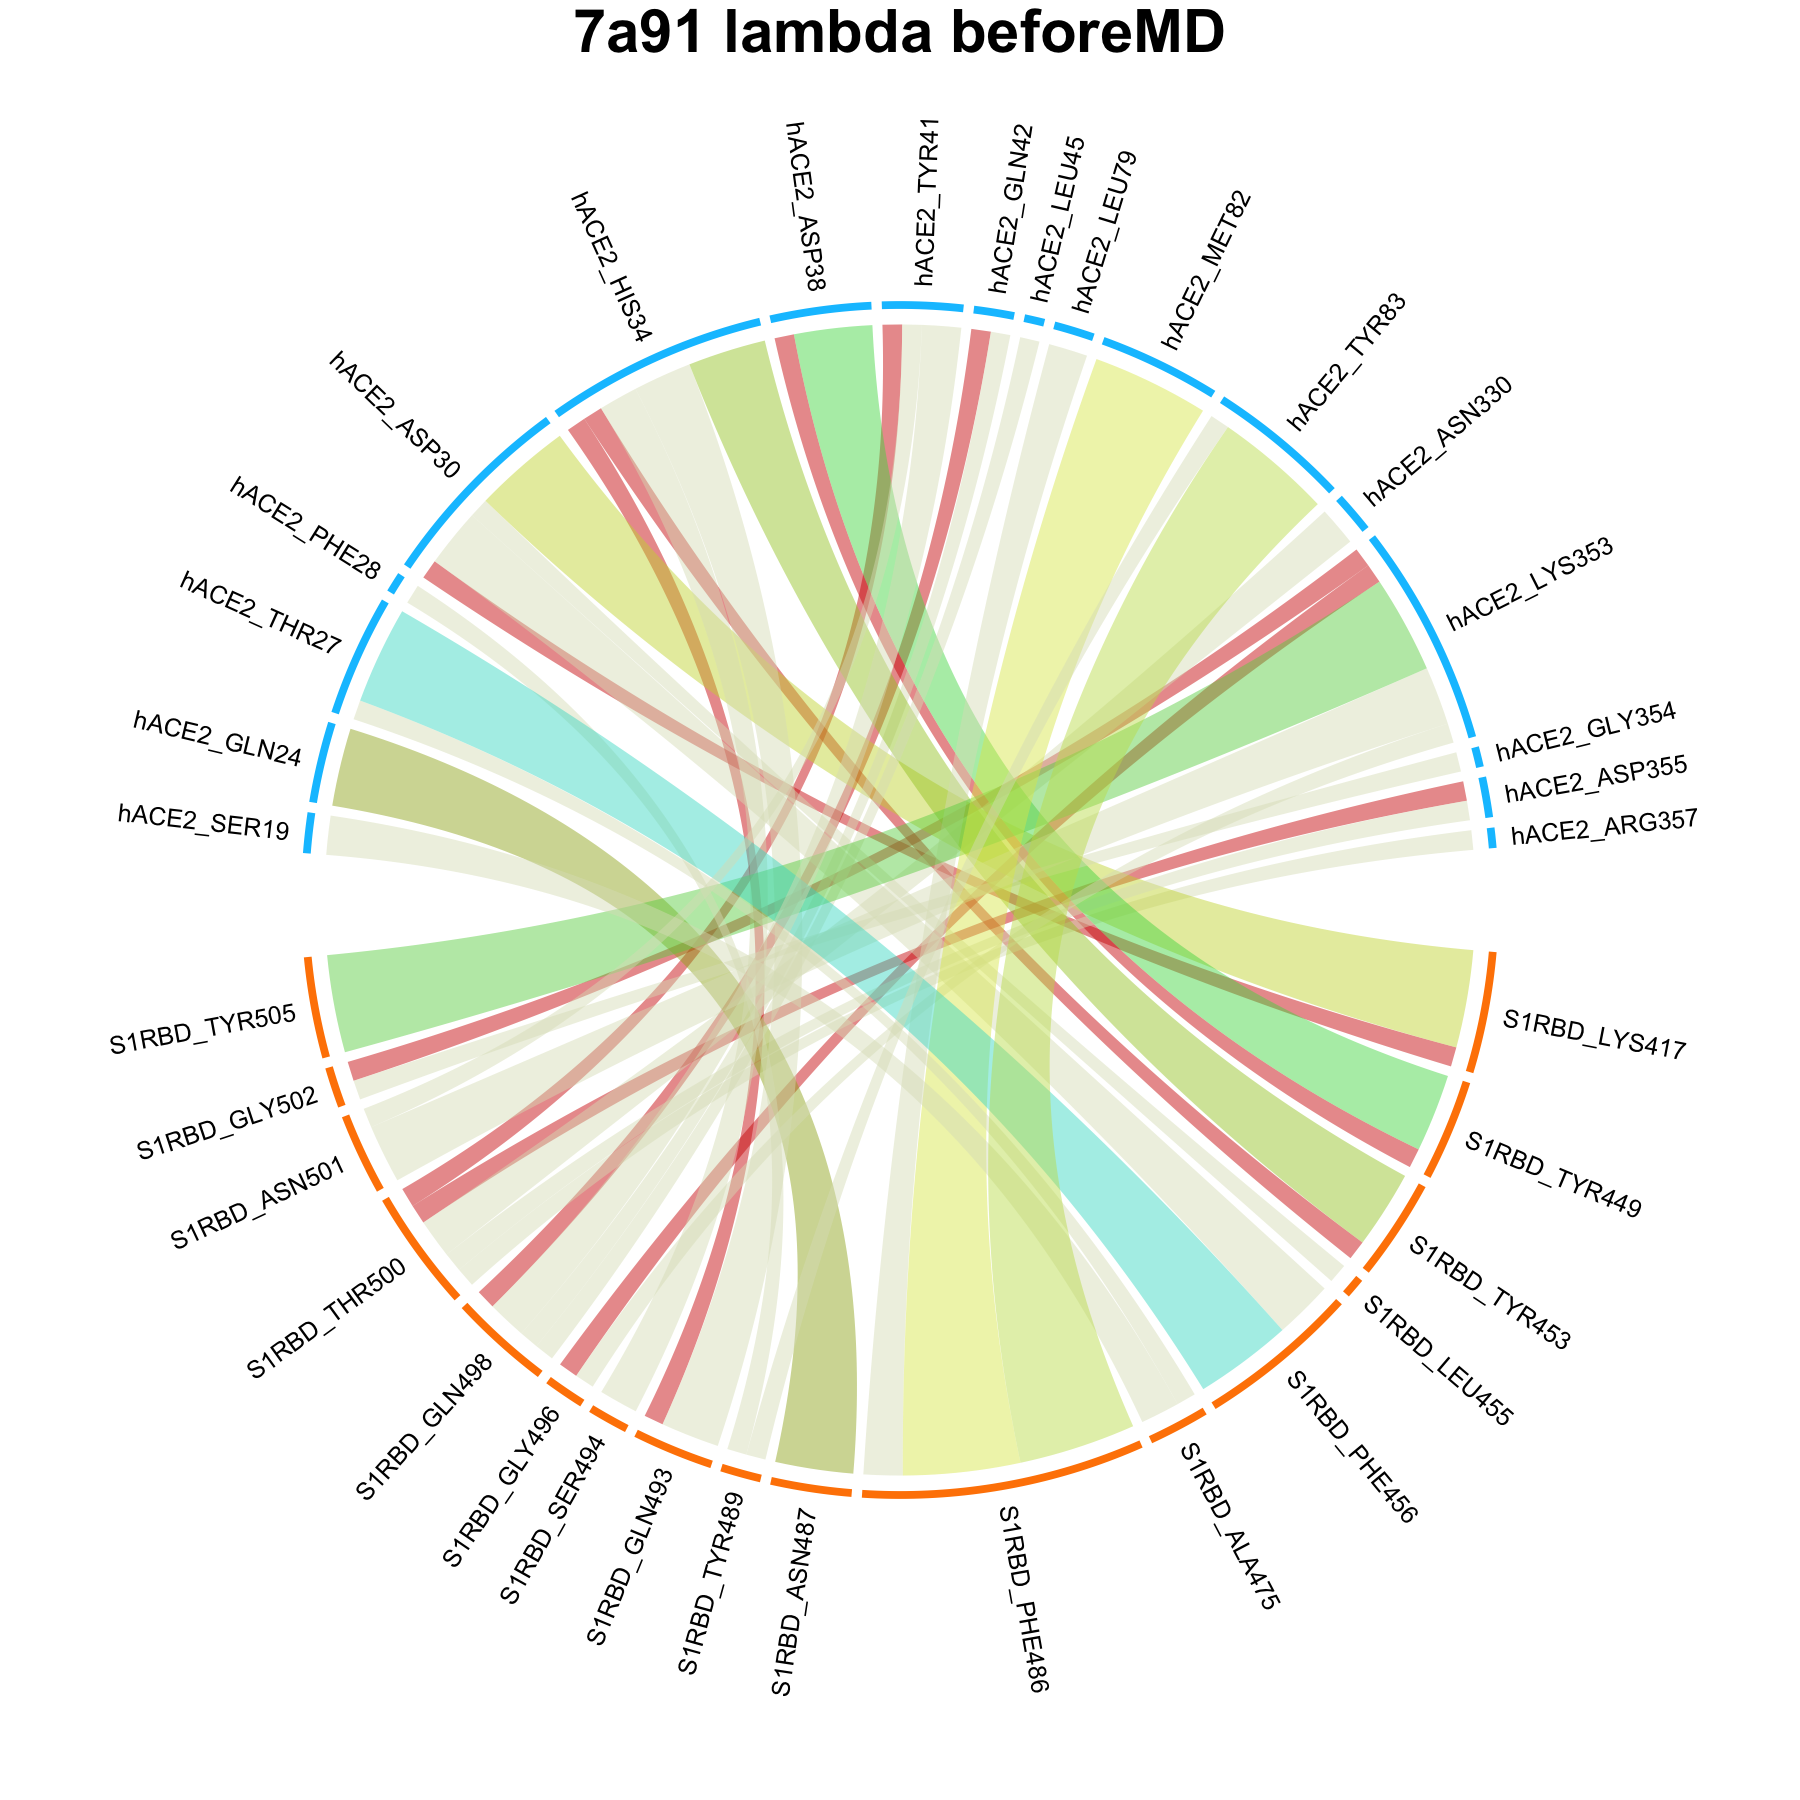 7a91 lambda beforeMD
hACE2_SER19
hACE2_GLN24
hACE2_THR27
hACE2_PHE28
hACE2_ASP30
hACE2_HIS34
hACE2_ASP38
hACE2_TYR41
hACE2_GLN42
hACE2_LEU45
hACE2_LEU79
hACE2_MET82
hACE2_TYR83
hACE2_ASN330
hACE2_LYS353
hACE2_GLY354
hACE2_ASP355
hACE2_ARG357
S1RBD_LYS417
S1RBD_TYR449
S1RBD_TYR453
S1RBD_LEU455
S1RBD_PHE456
S1RBD_ALA475
S1RBD_PHE486
S1RBD_ASN487
S1RBD_TYR489
S1RBD_GLN493
S1RBD_SER494
S1RBD_GLY496
S1RBD_GLN498
S1RBD_THR500
S1RBD_ASN501
S1RBD_GLY502
S1RBD_TYR505